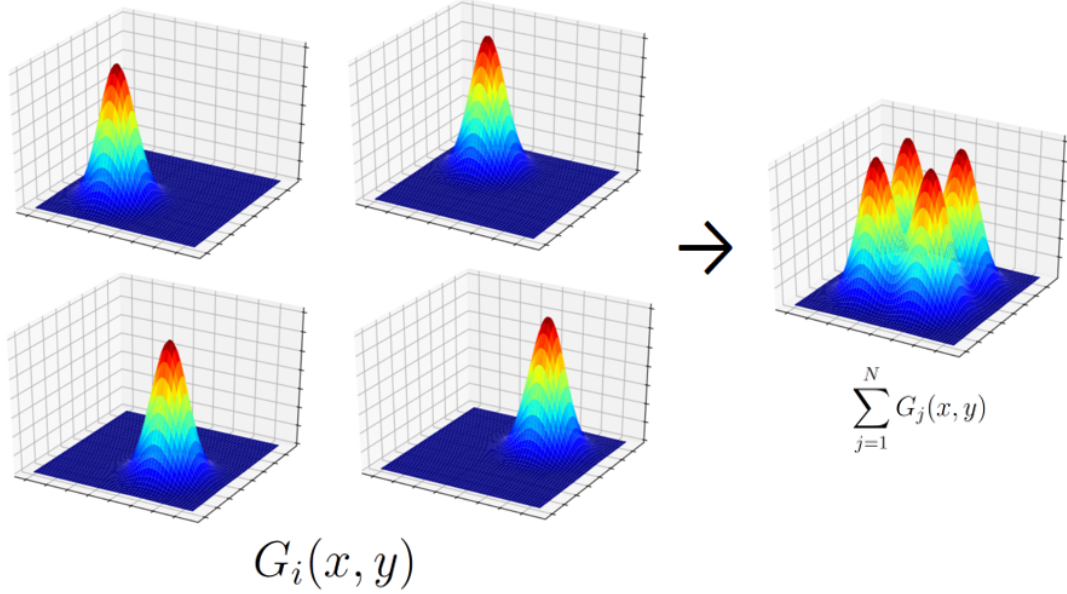 →
N
∑ G_j(x, y)
j=1
G_i(x, y)